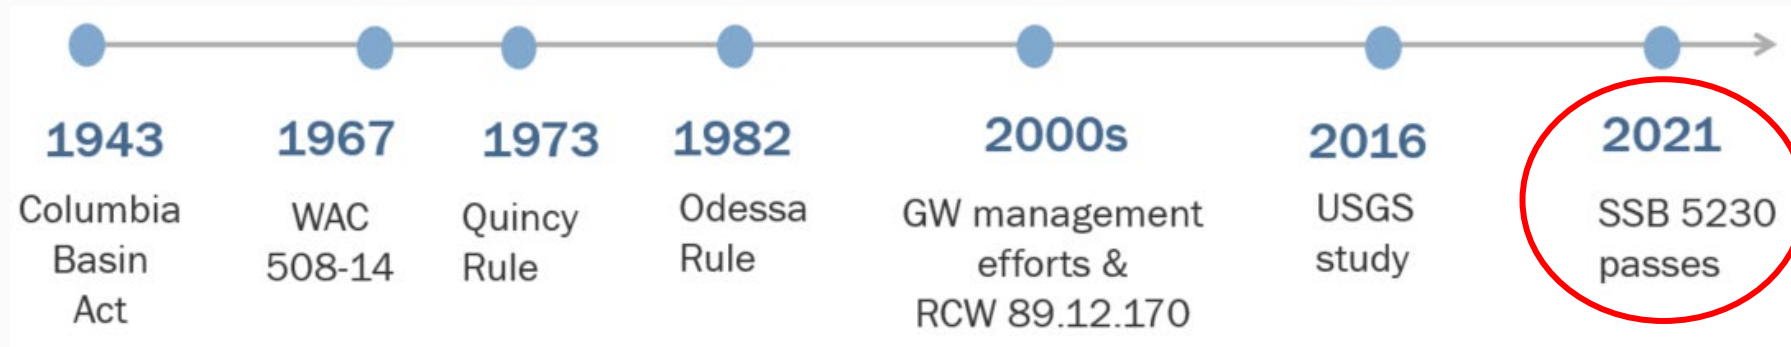 1943
Columbia
Basin
Act
1967
WAC
508-14
1973
Quincy
Rule
1982
Odessa
Rule
2000s
GW management
efforts &
RCW 89.12.170
2016
USGS
study
2021
SSB 5230
passes